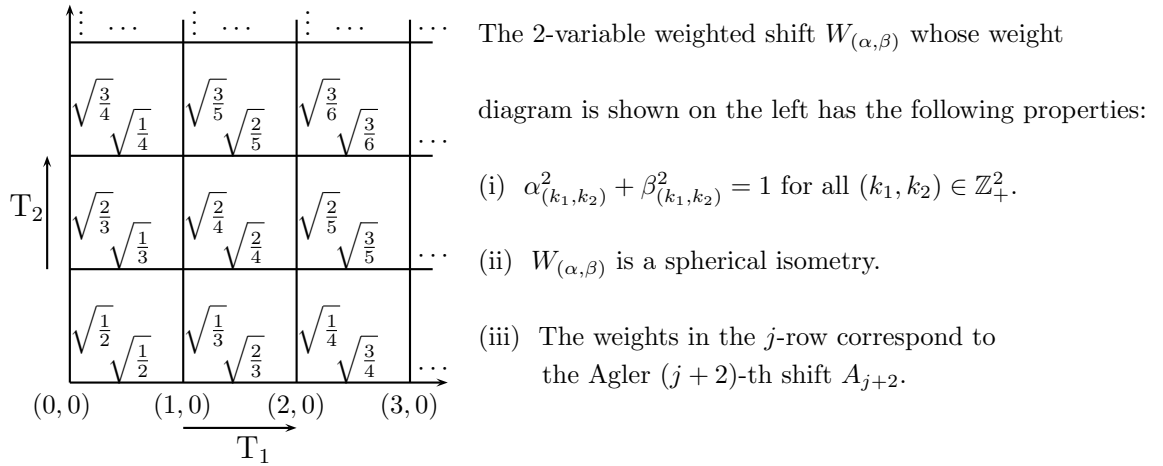 ⋮ ⋯ ⋮ ⋯ ⋮ ⋯ ⋯
√(3/4) √(1/4) √(3/5) √(2/5) √(3/6) √(3/6) ⋯
√(2/3) √(1/3) √(2/4) √(2/4) √(2/5) √(3/5) ⋯
√(1/2) √(1/2) √(1/3) √(2/3) √(1/4) √(3/4) ⋯
T₂
(0, 0) (1, 0) (2, 0) (3, 0)
T₁
The 2-variable weighted shift W_(α,β) whose weight
diagram is shown on the left has the following properties:
(i) α²_(k₁,k₂) + β²_(k₁,k₂) = 1 for all (k₁, k₂) ∈ ℤ²₊.
(ii) W_(α,β) is a spherical isometry.
(iii) The weights in the j-row correspond to
the Agler (j + 2)-th shift A_{j+2}.